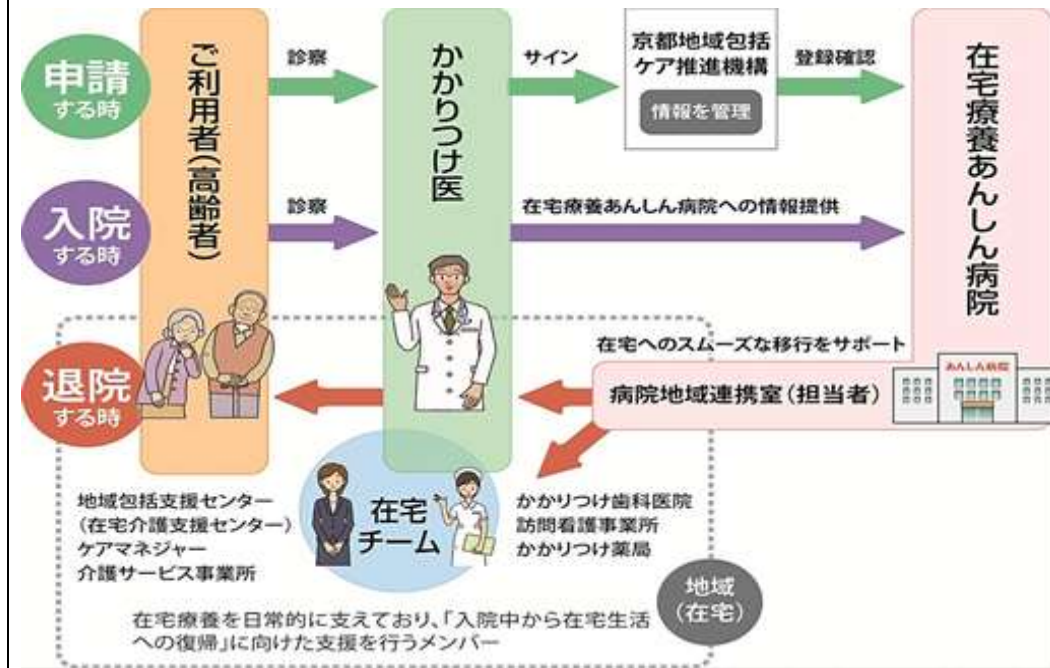 申請
する時
ご利用者(高齢者)
診察
かかりつけ医
サイン
京都地域包括
ケア推進機構
情報を管理
登録確認
在宅療養あんしん病院
入院
する時
診察
在宅療養あんしん病院への情報提供
退院
する時
在宅へのスムーズな移行をサポート
病院地域連携室(担当者)
あんしん病院
地域包括支援センター
(在宅介護支援センター)
ケアマネジャー
介護サービス事業所
在宅
チーム
かかりつけ歯科医院
訪問看護事業所
かかりつけ薬局
地域
(在宅)
在宅療養を日常的に支えており、「入院中から在宅生活
への復帰」に向けた支援を行うメンバー